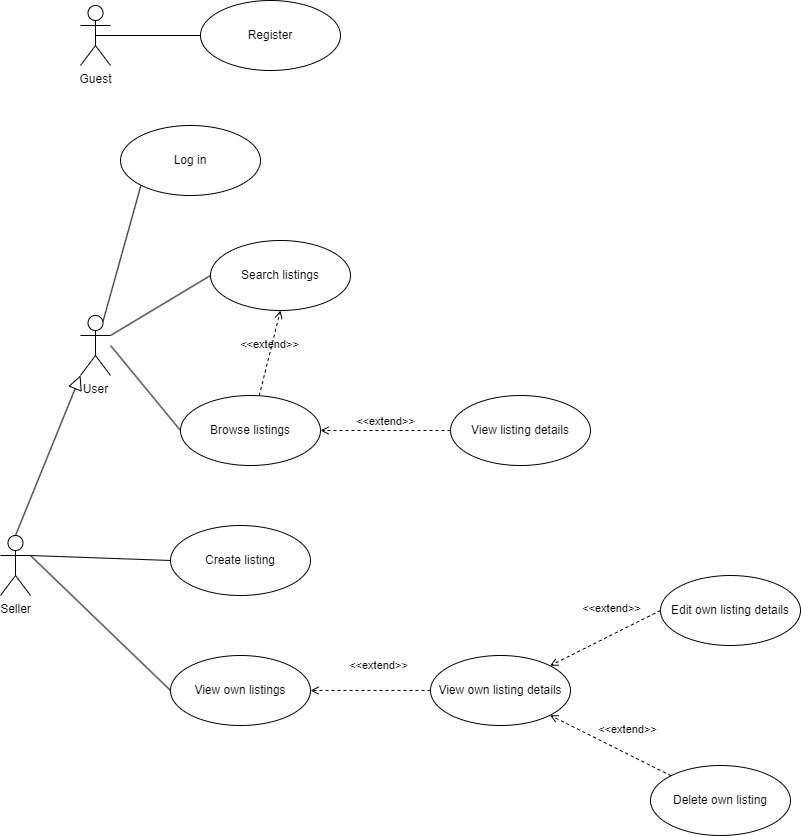 Register
Guest
Log in
Search listings
<<extend>>
User
Browse listings
<<extend>>
View listing details
Create listing
Seller
<<extend>>
Edit own listing details
View own listings
<<extend>>
View own listing details
<<extend>>
Delete own listing